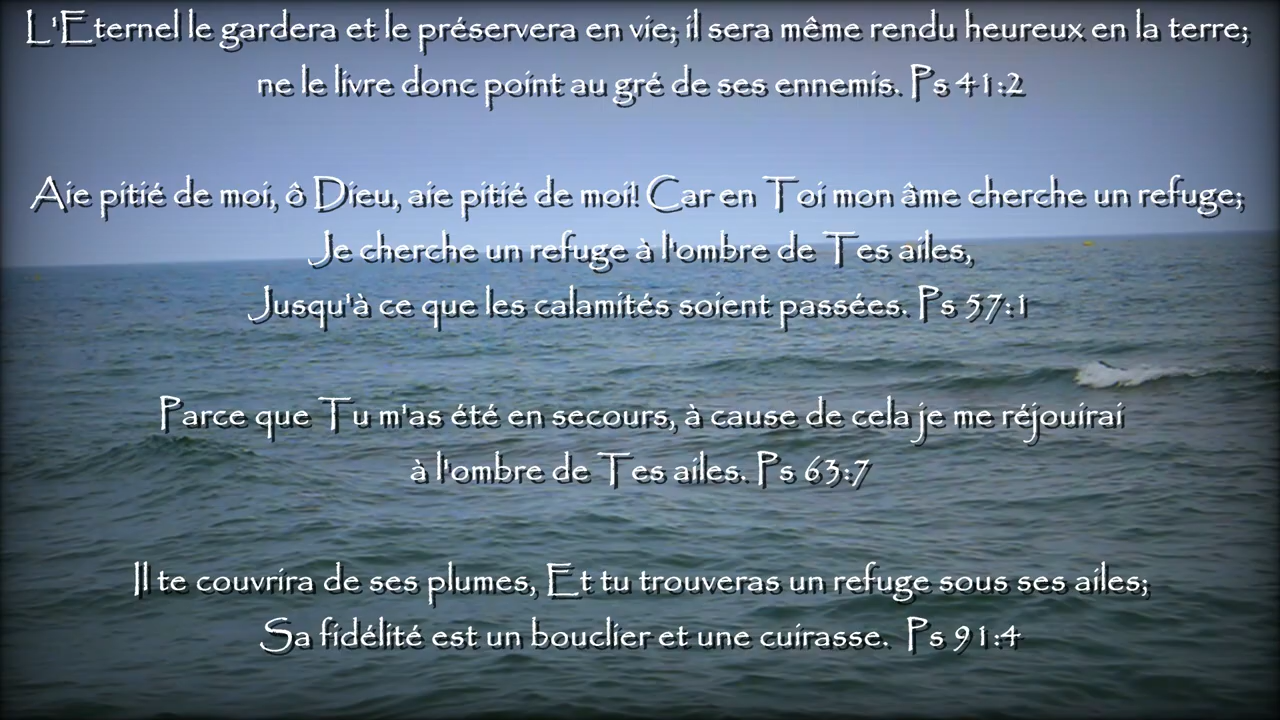 L'Eternel le gardera et le préservera en vie; il sera même rendu heureux en la terre;
ne le livre donc point au gré de ses ennemis. Ps 41:2
Aie pitié de moi, ô Dieu, aie pitié de moi! Car en Toi mon âme cherche un refuge;
Je cherche un refuge à l'ombre de Tes ailes,
Jusqu'à ce que les calamités soient passées. Ps 57:1
Parce que Tu m'as été en secours, à cause de cela je me réjouirai
à l'ombre de Tes ailes. Ps 63:7
Il te couvrira de ses plumes, Et tu trouveras un refuge sous ses ailes;
Sa fidélité est un bouclier et une cuirasse. Ps 91:4